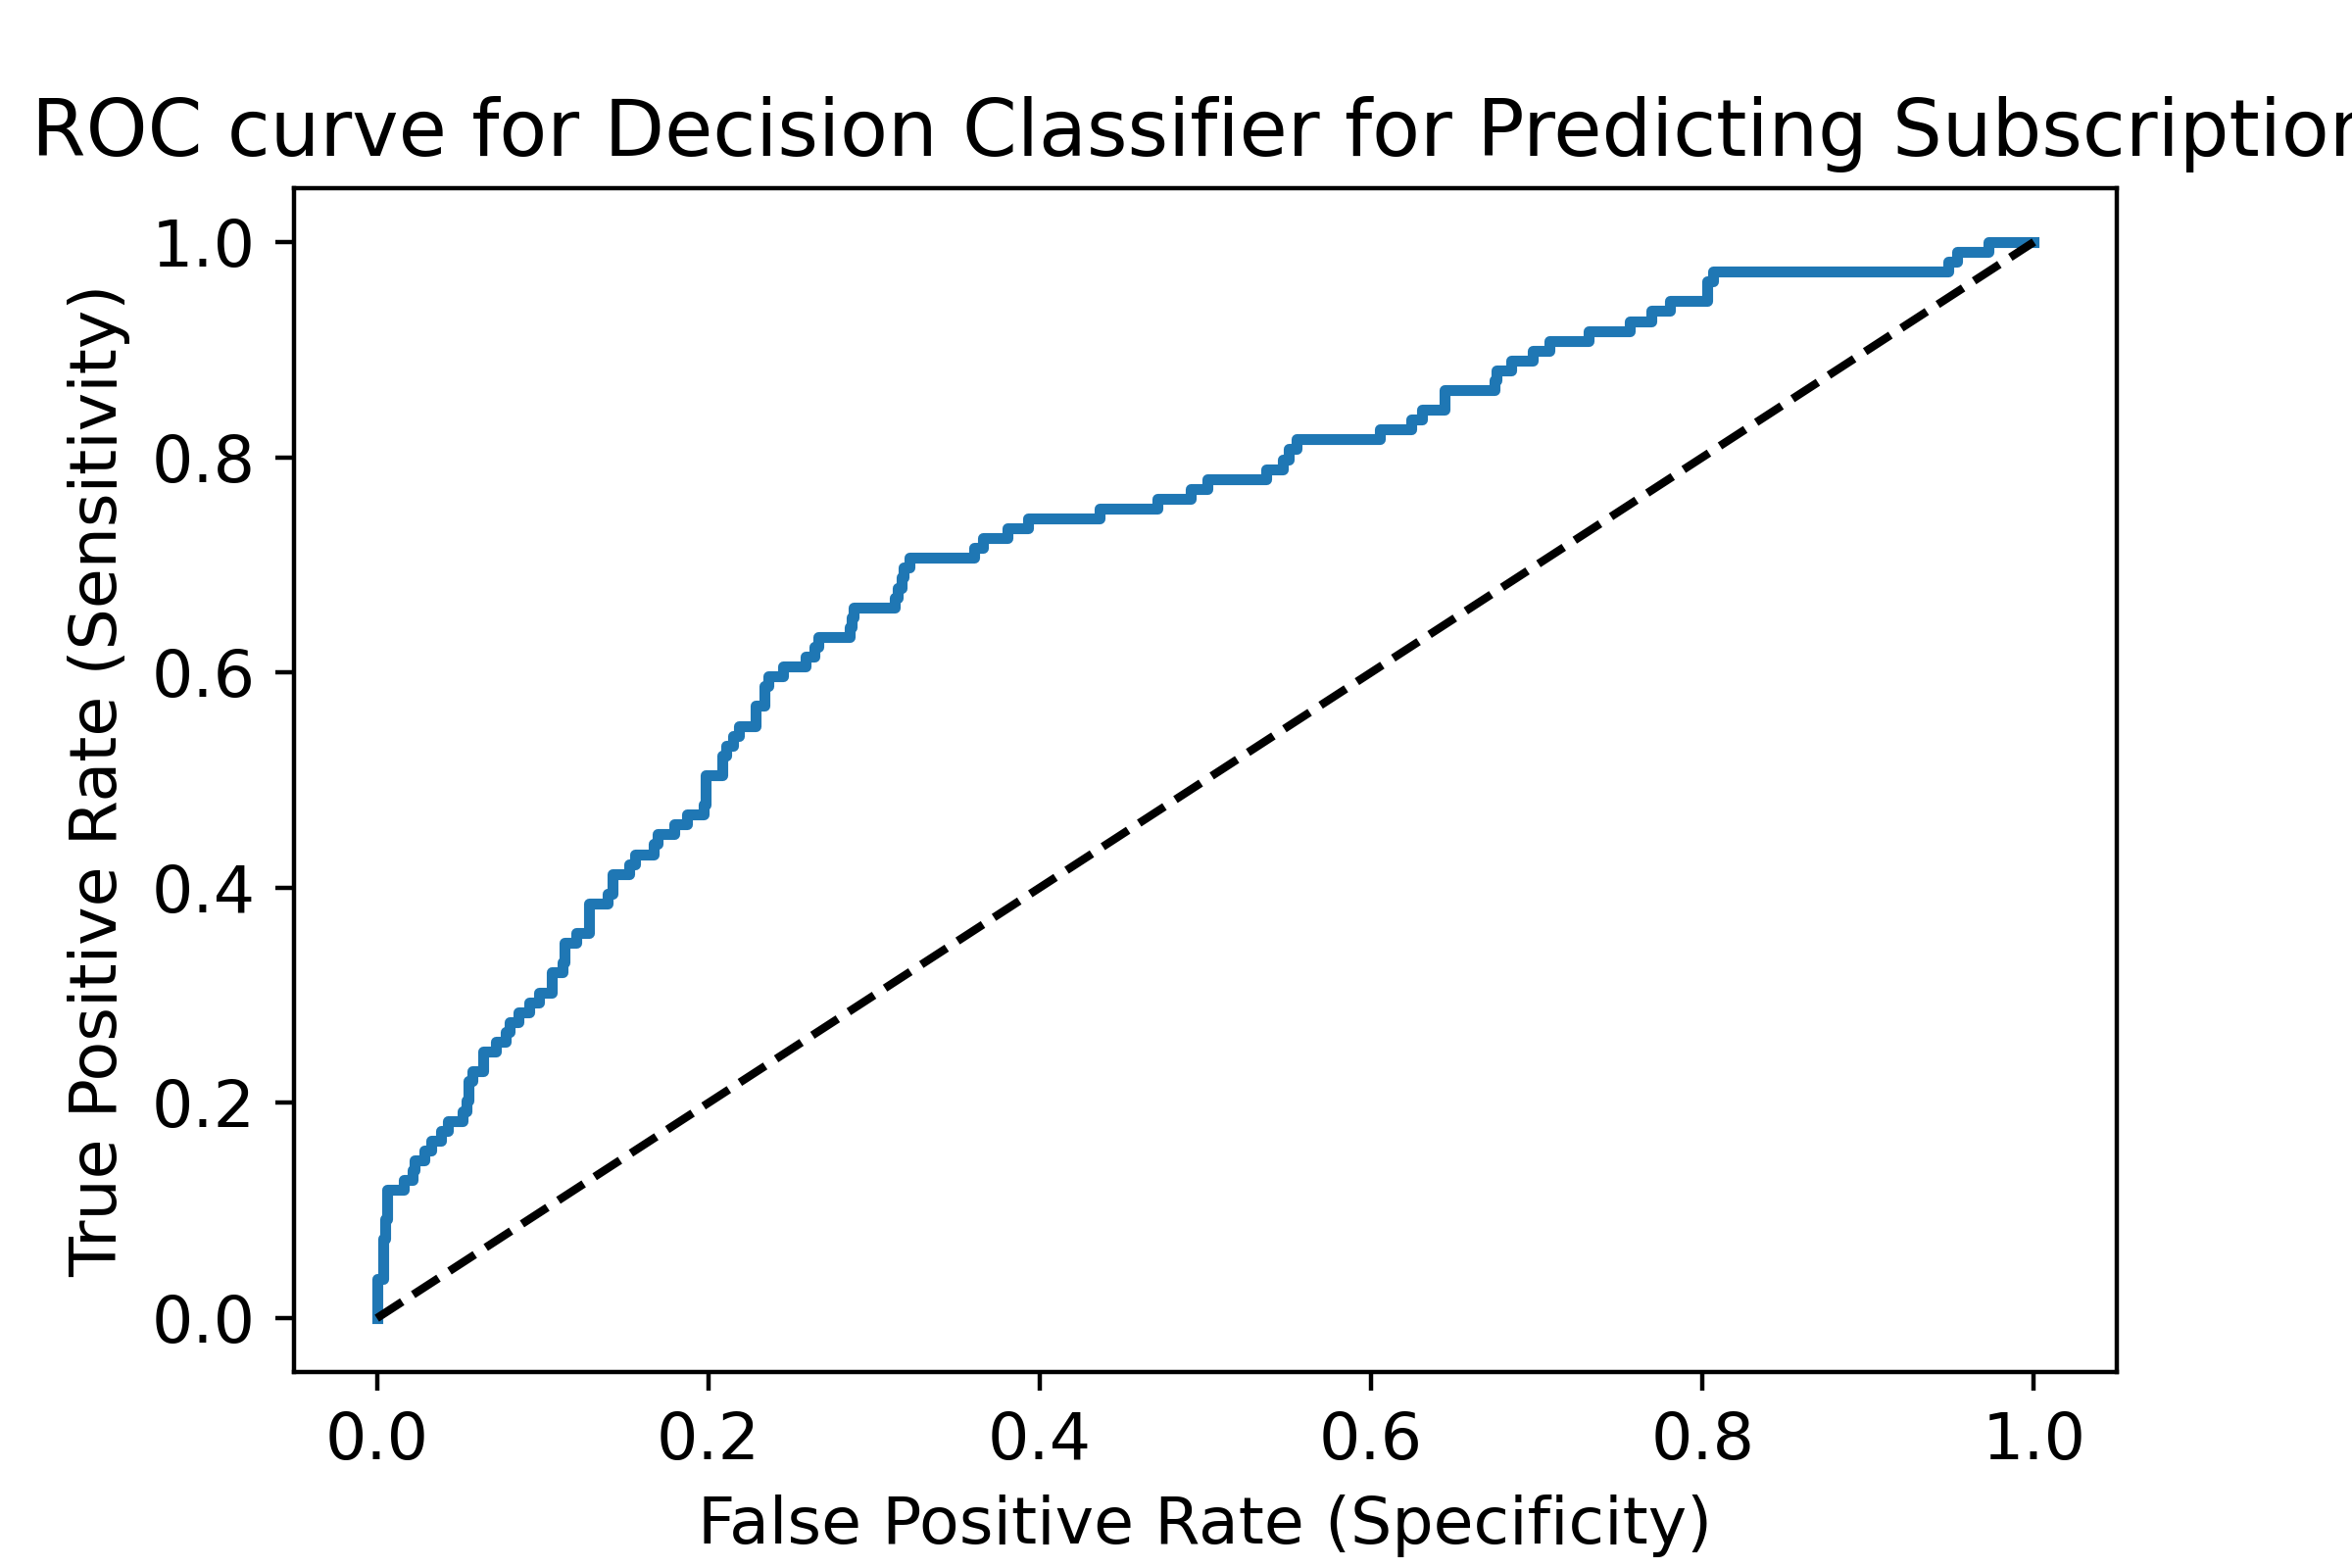 ROC curve for Decision Classifier for Predicting Subscription
True Positive Rate (Sensitivity)
1.0
0.8
0.6
0.4
0.2
0.0
0.0 0.2 0.4 0.6 0.8 1.0
False Positive Rate (Specificity)